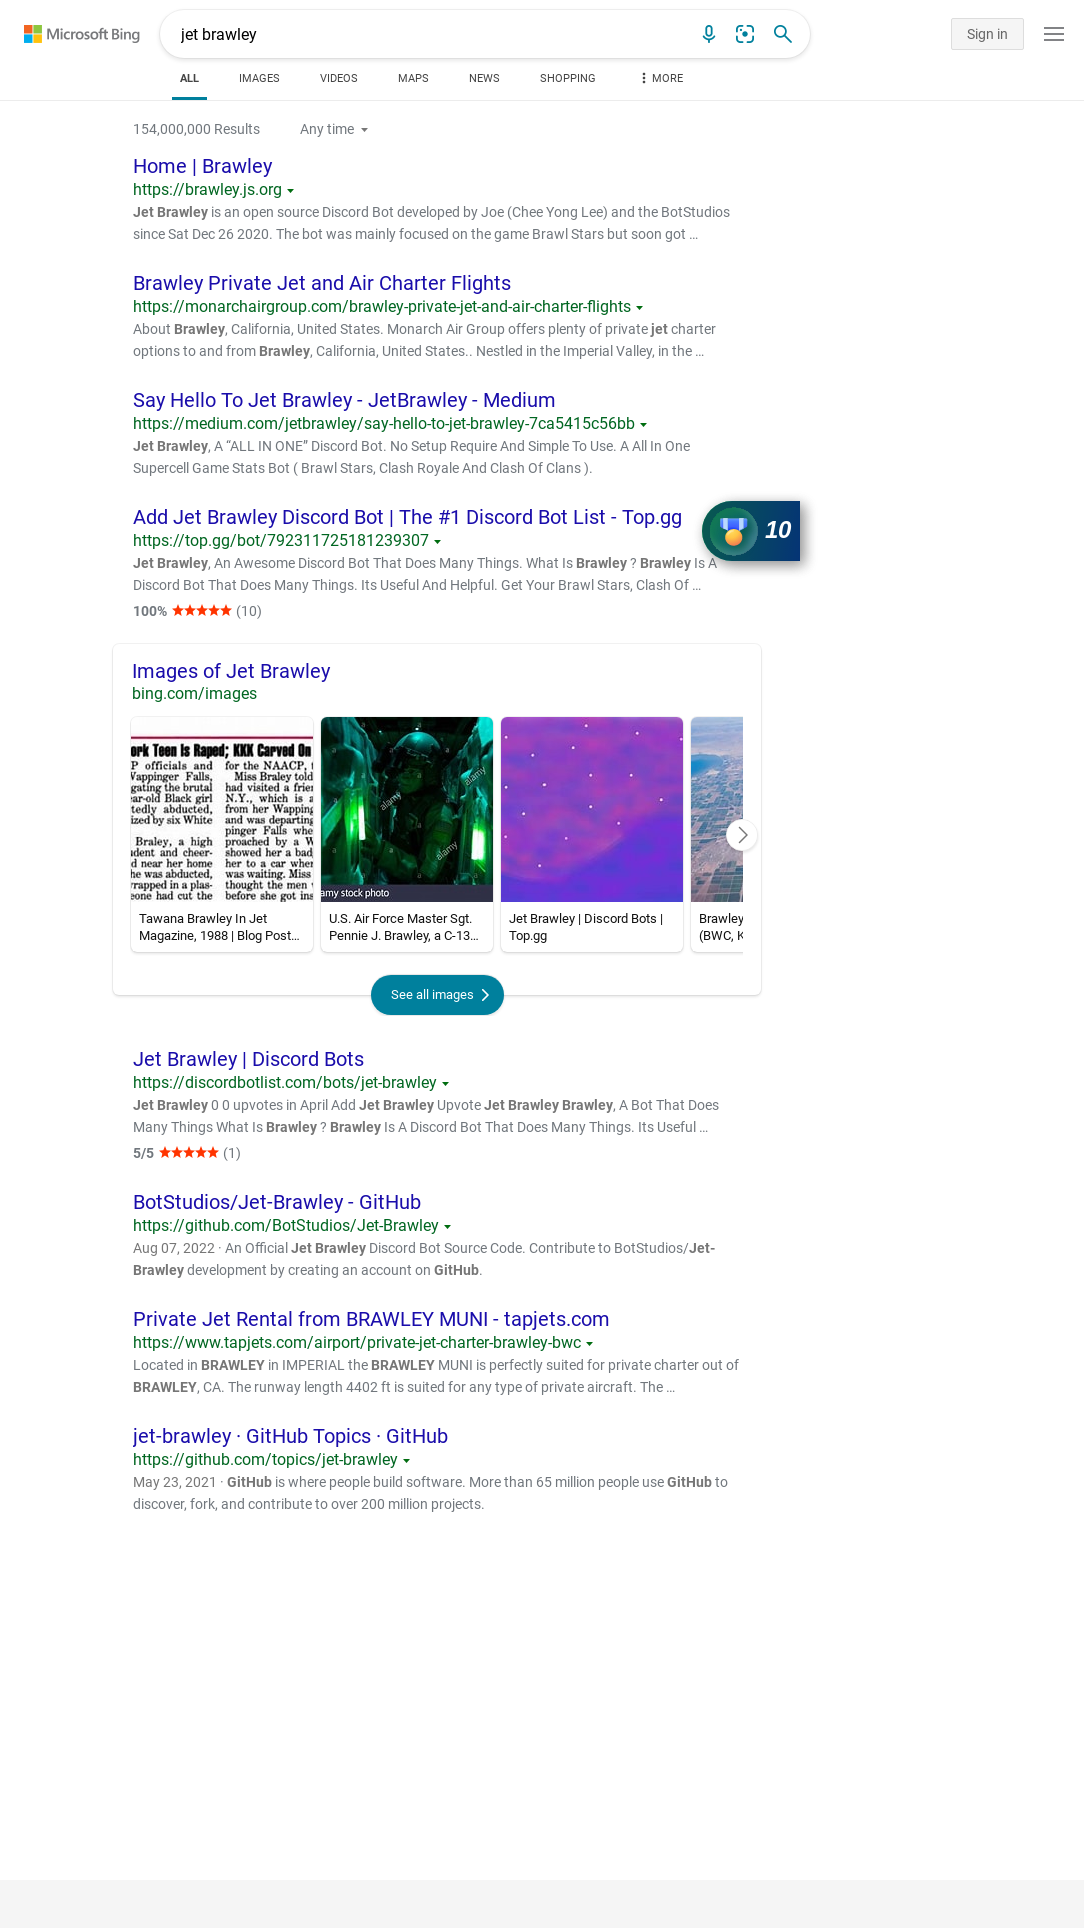 Microsoft Bing
jet brawley
Sign in
ALL IMAGES VIDEOS MAPS NEWS SHOPPING MORE
154,000,000 Results Any time
Home | Brawley
https://brawley.js.org
Jet Brawley is an open source Discord Bot developed by Joe (Chee Yong Lee) and the BotStudios
since Sat Dec 26 2020. The bot was mainly focused on the game Brawl Stars but soon got …
Brawley Private Jet and Air Charter Flights
https://monarchairgroup.com/brawley-private-jet-and-air-charter-flights
About Brawley, California, United States. Monarch Air Group offers plenty of private jet charter
options to and from Brawley, California, United States.. Nestled in the Imperial Valley, in the …
Say Hello To Jet Brawley - JetBrawley - Medium
https://medium.com/jetbrawley/say-hello-to-jet-brawley-7ca5415c56bb
Jet Brawley, A “ALL IN ONE” Discord Bot. No Setup Require And Simple To Use. A All In One
Supercell Game Stats Bot ( Brawl Stars, Clash Royale And Clash Of Clans ).
Add Jet Brawley Discord Bot | The #1 Discord Bot List - Top.gg
10
https://top.gg/bot/792311725181239307
Jet Brawley, An Awesome Discord Bot That Does Many Things. What Is Brawley ? Brawley Is A
Discord Bot That Does Many Things. Its Useful And Helpful. Get Your Brawl Stars, Clash Of …
100% (10)
Images of Jet Brawley
bing.com/images
ork Teen Is Raped; KKK Carved On
P officials and
Wappinger Falls,
gating the brutal
ear-old Black girl
tedly abducted,
ized by six White
Braley, a high
dent and cheer-
d near her home
he was abducted,
wrapped in a plas-
eone had cut the
for the NAACP, t
Miss Braley told
had visited a frie
N.Y., which is a
from her Wapping
and was departing
pinger Falls whe
proached by a W
showed her a bad
her to a car wher
was waiting. Miss
thought the men
before she got ins
alamy
alamy
alamy
amy stock photo
Tawana Brawley In Jet
Magazine, 1988 | Blog Post…
U.S. Air Force Master Sgt.
Pennie J. Brawley, a C-13…
Jet Brawley | Discord Bots |
Top.gg
Brawley
(BWC, K
See all images
Jet Brawley | Discord Bots
https://discordbotlist.com/bots/jet-brawley
Jet Brawley 0 0 upvotes in April Add Jet Brawley Upvote Jet Brawley Brawley, A Bot That Does
Many Things What Is Brawley ? Brawley Is A Discord Bot That Does Many Things. Its Useful …
5/5 (1)
BotStudios/Jet-Brawley - GitHub
https://github.com/BotStudios/Jet-Brawley
Aug 07, 2022 · An Official Jet Brawley Discord Bot Source Code. Contribute to BotStudios/Jet-
Brawley development by creating an account on GitHub.
Private Jet Rental from BRAWLEY MUNI - tapjets.com
https://www.tapjets.com/airport/private-jet-charter-brawley-bwc
Located in BRAWLEY in IMPERIAL the BRAWLEY MUNI is perfectly suited for private charter out of
BRAWLEY, CA. The runway length 4402 ft is suited for any type of private aircraft. The …
jet-brawley · GitHub Topics · GitHub
https://github.com/topics/jet-brawley
May 23, 2021 · GitHub is where people build software. More than 65 million people use GitHub to
discover, fork, and contribute to over 200 million projects.